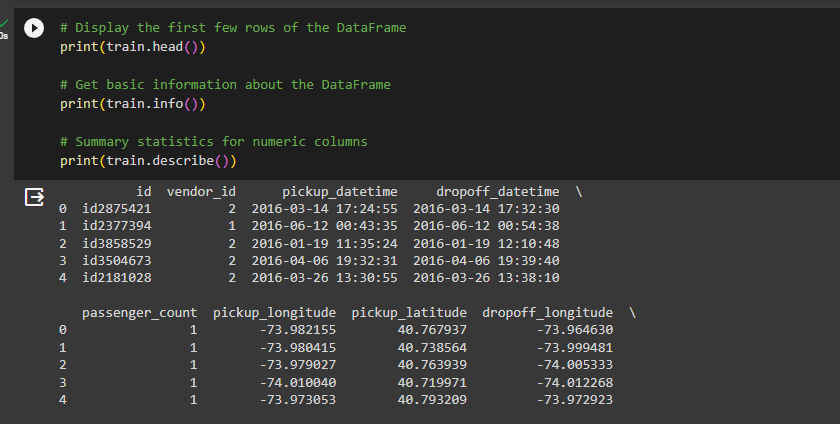 # Display the first few rows of the DataFrame
print(train.head())
# Get basic information about the DataFrame
print(train.info())
# Summary statistics for numeric columns
print(train.describe())
0s
id vendor_id pickup_datetime dropoff_datetime \
0 id2875421 2 2016-03-14 17:24:55 2016-03-14 17:32:30
1 id2377394 1 2016-06-12 00:43:35 2016-06-12 00:54:38
2 id3858529 2 2016-01-19 11:35:24 2016-01-19 12:10:48
3 id3504673 2 2016-04-06 19:32:31 2016-04-06 19:39:40
4 id2181028 2 2016-03-26 13:30:55 2016-03-26 13:38:10
passenger_count pickup_longitude pickup_latitude dropoff_longitude \
0 1 -73.982155 40.767937 -73.964630
1 1 -73.980415 40.738564 -73.999481
2 1 -73.979027 40.763939 -74.005333
3 1 -74.010040 40.719971 -74.012268
4 1 -73.973053 40.793209 -73.972923